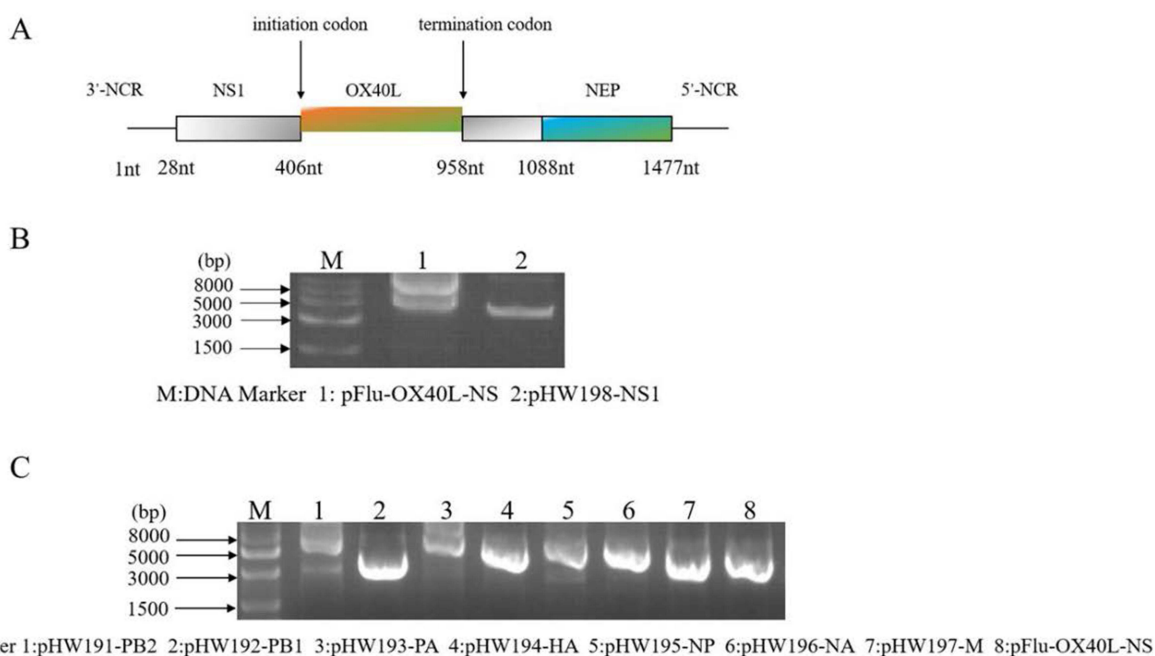 A
initiation codon termination codon
3'-NCR NS1 OX40L NEP 5'-NCR
1nt 28nt 406nt 958nt 1088nt 1477nt
B
(bp) M 1 2
8000
5000
3000
1500
M:DNA Marker 1: pFlu-OX40L-NS 2:pHW198-NS1
C
(bp) M 1 2 3 4 5 6 7 8
8000
5000
3000
1500
er 1:pHW191-PB2 2:pHW192-PB1 3:pHW193-PA 4:pHW194-HA 5:pHW195-NP 6:pHW196-NA 7:pHW197-M 8:pFlu-OX40L-NS